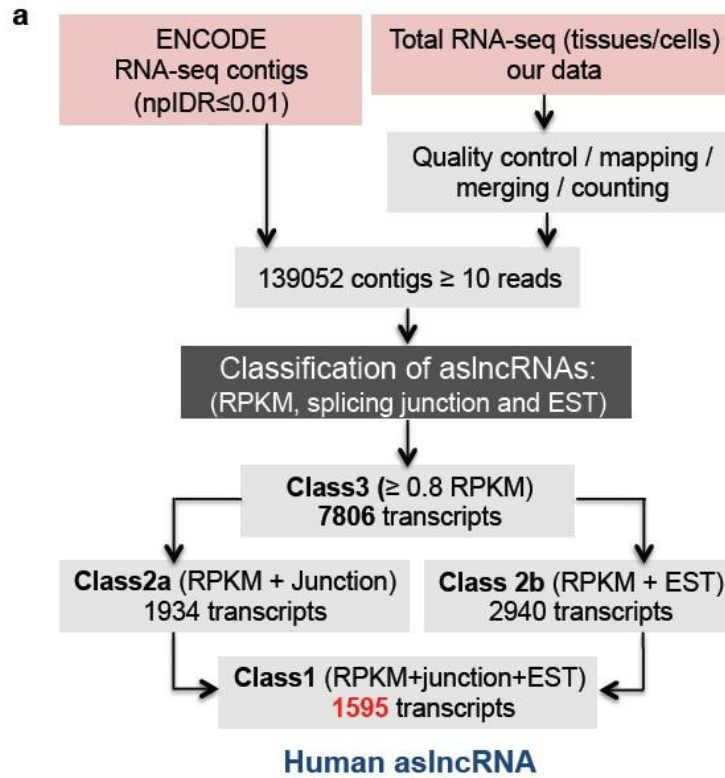 a
ENCODE
RNA-seq contigs
(npIDR≤0.01)
Total RNA-seq (tissues/cells)
our data
Quality control / mapping /
merging / counting
139052 contigs ≥ 10 reads
Classification of aslncRNAs:
(RPKM, splicing junction and EST)
Class3 (≥ 0.8 RPKM)
7806 transcripts
Class2a (RPKM + Junction)
1934 transcripts
Class 2b (RPKM + EST)
2940 transcripts
Class1 (RPKM+junction+EST)
1595 transcripts
Human aslncRNA